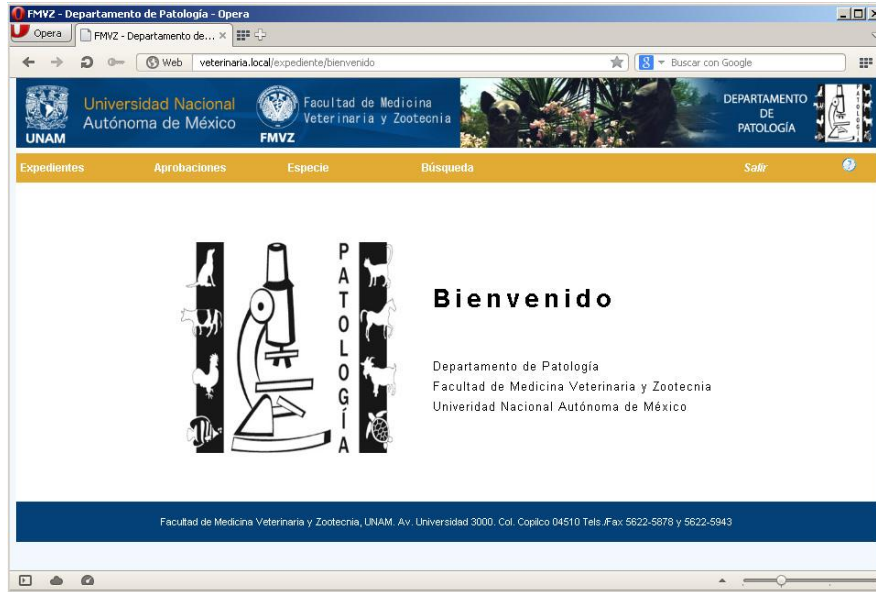 FMVZ - Departamento de Patología - Opera
Opera
FMVZ - Departamento de...
Web
veterinaria.local/expediente/bienvenido
Buscar con Google
UNAM
Universidad Nacional
Autónoma de México
FMVZ
Facultad de Medicina
Veterinaria y Zootecnia
DEPARTAMENTO
DE
PATOLOGÍA
PATOLOGÍA
Expedientes
Aprobaciones
Especie
Búsqueda
Salir
PATOLOGÍA
Bienvenido
Departamento de Patología
Facultad de Medicina Veterinaria y Zootecnia
Univeridad Nacional Autónoma de México
Facultad de Medicina Veterinaria y Zootecnia, UNAM. Av. Universidad 3000. Col. Copilco 04510 Tels./Fax 5622-5878 y 5622-5943